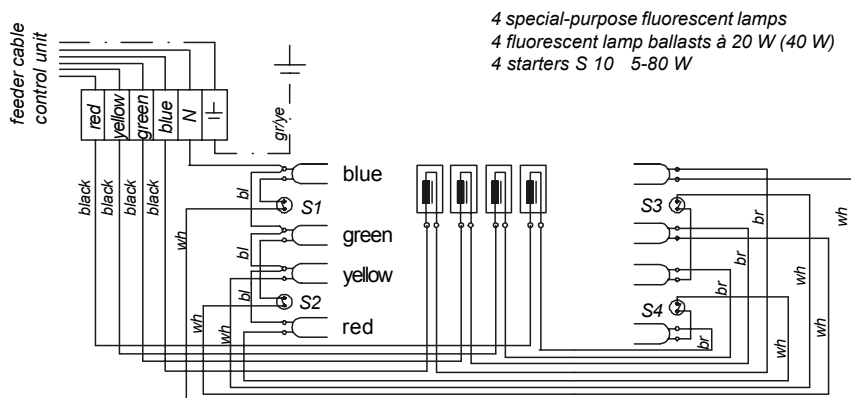 4 special-purpose fluorescent lamps
4 fluorescent lamp ballasts à 20 W (40 W)
4 starters S 10 5-80 W
feeder cable
control unit
red
yellow
green
blue
N
gr/ye
black
black
black
black
bl
bl
bl
wh
wh
wh
S1
S2
blue
green
yellow
red
S3
S4
br
br
br
br
wh
wh
wh
wh